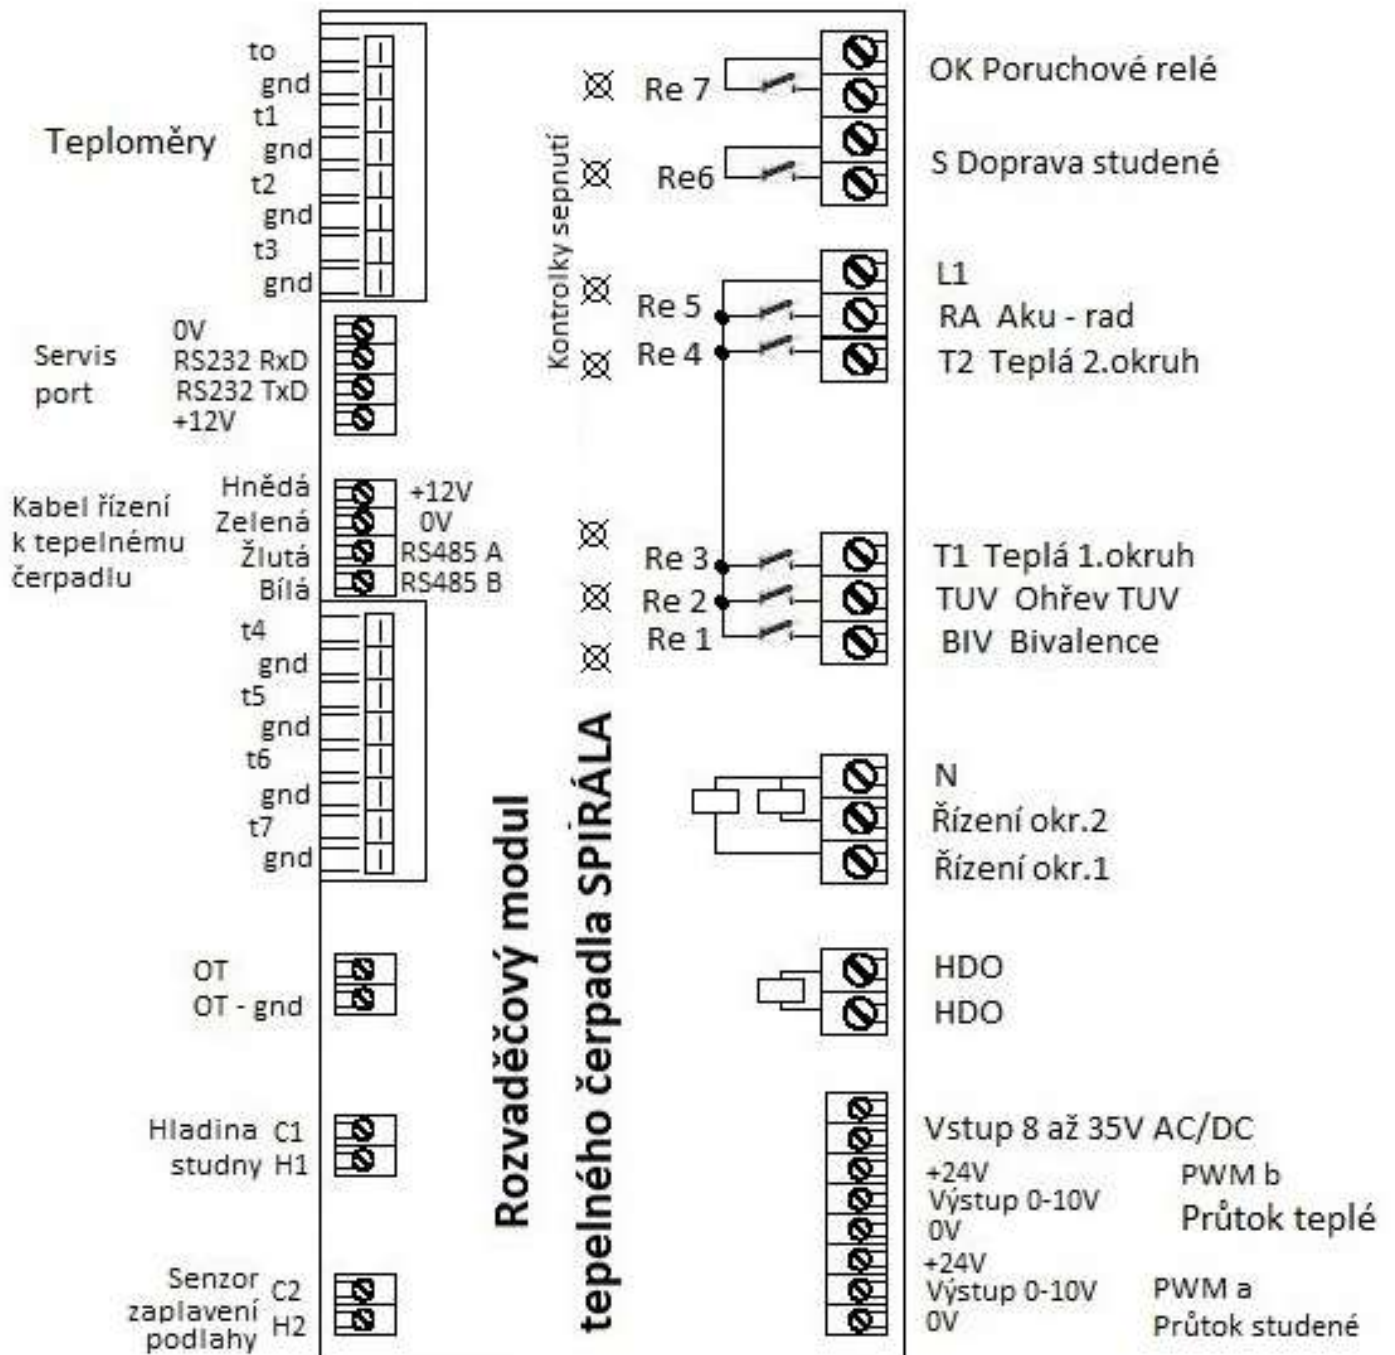 to
gnd
t1
Teploměry
gnd
t2
gnd
t3
gnd
0V
Servis
port
RS232 RxD
RS232 TxD
+12V
Kabel řízení
k tepelnému
čerpadlu
Hnědá +12V
Zelená 0V
Žlutá RS485 A
Bílá RS485 B
t4
gnd
t5
gnd
t6
gnd
t7
gnd
OT
OT - gnd
Hladina C1
studny H1
Senzor
zaplavení
podlahy
C2
H2
Kontrolky sepnutí
Rozvaděčový modul
tepelného čerpadla SPIRÁLA
Re 7
OK Poruchové relé
Re6
S Doprava studené
L1
Re 5
RA Aku - rad
Re 4
T2 Teplá 2.okruh
Re 3
T1 Teplá 1.okruh
Re 2
TUV Ohřev TUV
Re 1
BIV Bivalence
N
Řízení okr.2
Řízení okr.1
HDO
HDO
Vstup 8 až 35V AC/DC
+24V
Výstup 0-10V
0V
PWM b
Průtok teplé
+24V
Výstup 0-10V
0V
PWM a
Průtok studené